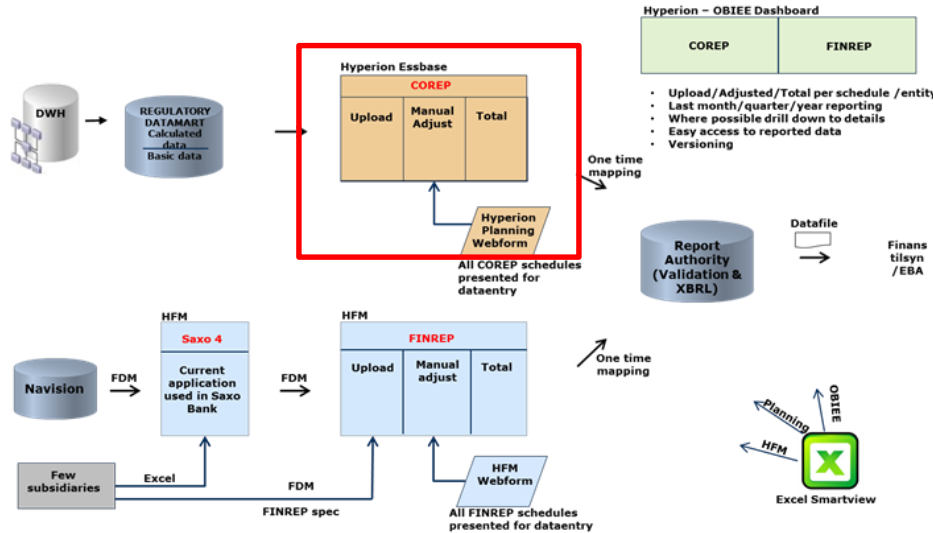 Hyperion – OBIEE Dashboard
COREP
FINREP
• Upload/Adjusted/Total per schedule /entity
• Last month/quarter/year reporting
• Where possible drill down to details
• Easy access to reported data
• Versioning
Hyperion Essbase
COREP
Upload
Manual
Adjust
Total
DWH
REGULATORY
DATAMART
Calculated
data
Basic data
One time
mapping
Hyperion
Planning
Webform
All COREP schedules
presented for
dataentry
Report
Authority
(Validation &
XBRL)
Datafile
Finans
tilsyn
/EBA
HFM
Saxo 4
Current
application
used in Saxo
Bank
HFM
FINREP
Upload
Manual
adjust
Total
One time
mapping
Navision
FDM
FDM
Few
subsidiaries
Excel
FDM
FINREP spec
HFM
Webform
All FINREP schedules
presented for dataentry
OBIEE
Planning
HFM
Excel Smartview